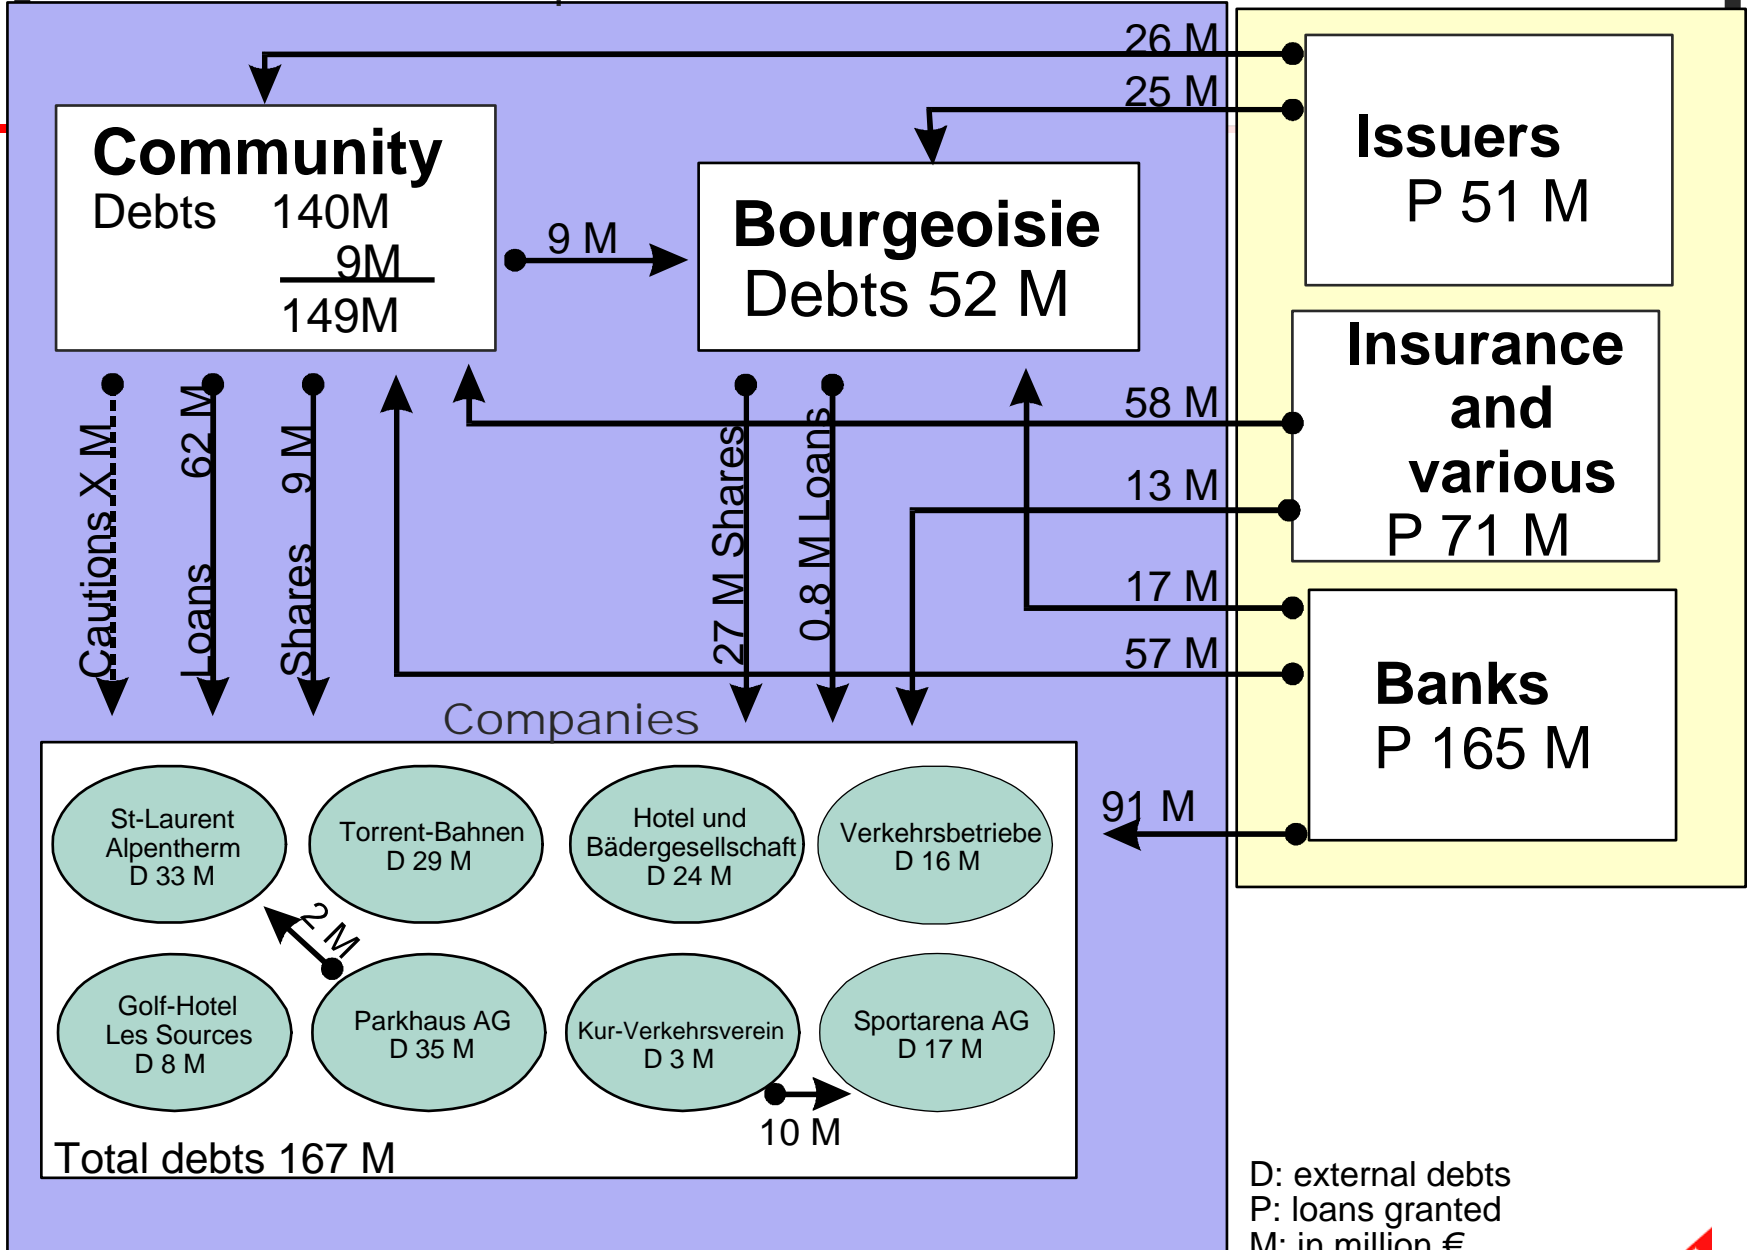 26 M
25 M
Community
Debts 140M
9M
149M
9 M
Bourgeoisie
Debts 52 M
Issuers
P 51 M
Insurance
and
various
P 71 M
Banks
P 165 M
58 M
13 M
17 M
57 M
91 M
Cautions X M
Loans 62 M
Shares 9 M
27 M Shares
0.8 M Loans
Companies
St-Laurent
Alpentherm
D 33 M
Torrent-Bahnen
D 29 M
Hotel und
Bädergesellschaft
D 24 M
Verkehrsbetriebe
D 16 M
2 M
Golf-Hotel
Les Sources
D 8 M
Parkhaus AG
D 35 M
Kur-Verkehrsverein
D 3 M
Sportarena AG
D 17 M
10 M
Total debts 167 M
D: external debts
P: loans granted
M: in million €